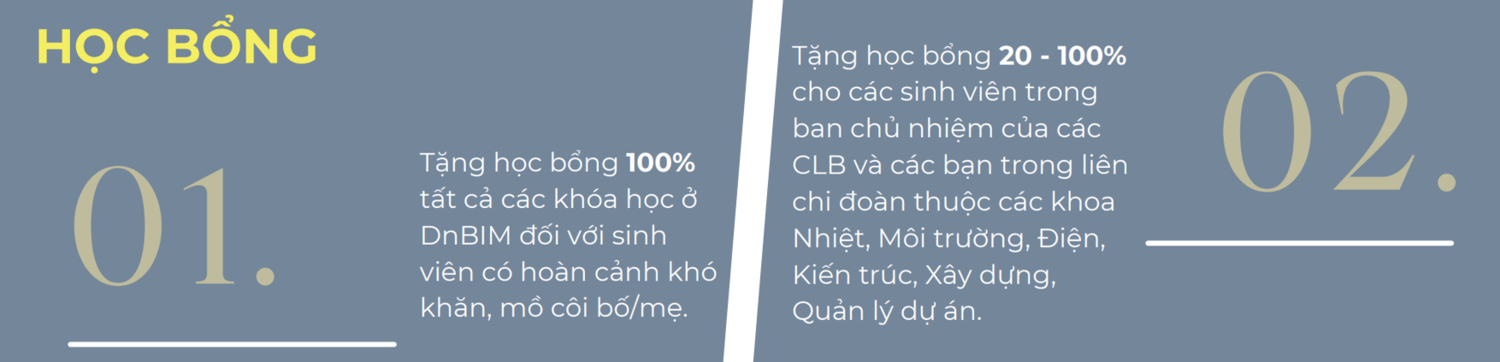 HỌC BỔNG
01.
Tặng học bổng 100%
tất cả các khóa học ở
DnBIM đối với sinh
viên có hoàn cảnh khó
khăn, mồ côi bố/mẹ.
Tặng học bổng 20 - 100%
cho các sinh viên trong
ban chủ nhiệm của các
CLB và các bạn trong liên
chi đoàn thuộc các khoa
Nhiệt, Môi trường, Điện,
Kiến trúc, Xây dựng,
Quản lý dự án.
02.